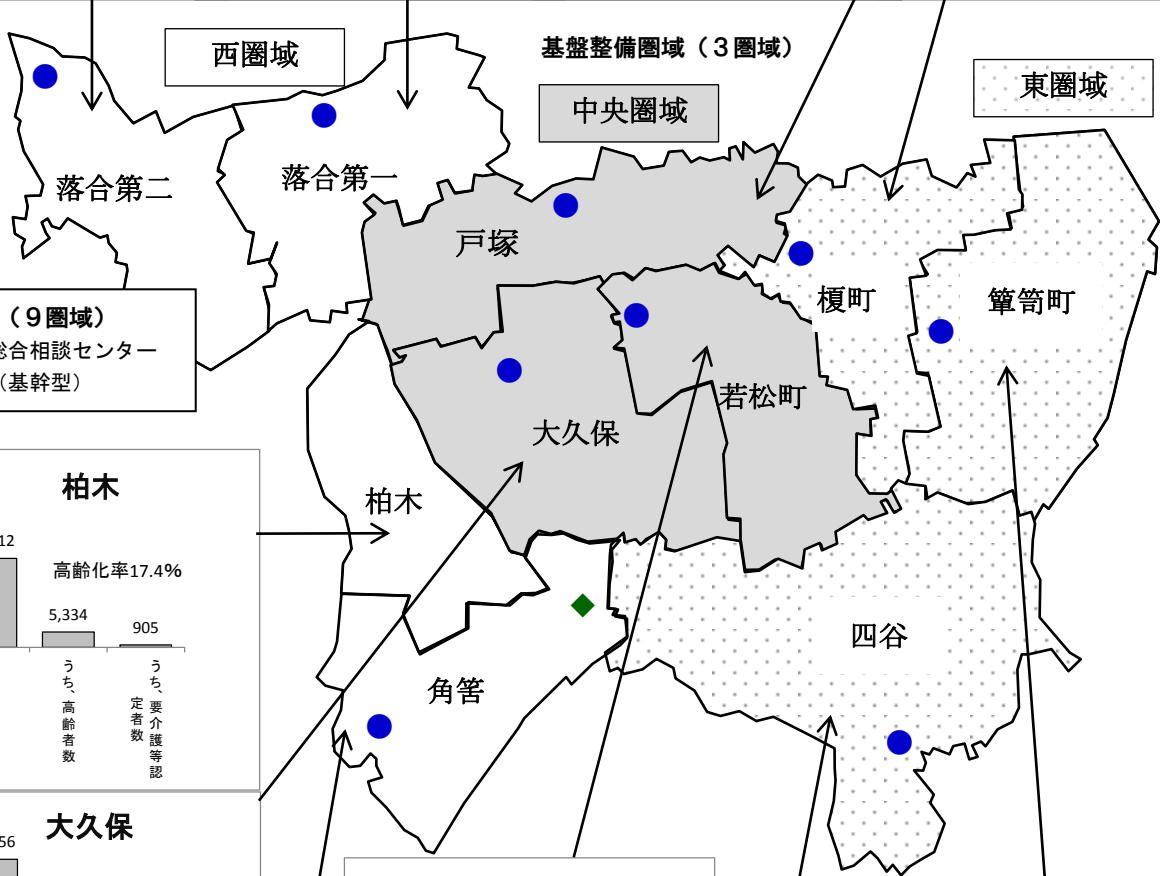 西圏域
基盤整備圏域（３圏域）
東圏域
中央圏域
落合第二
落合第一
戸塚
榎町
簞笥町
（９圏域）
総合相談センター
（基幹型）
若松町
大久保
柏木
柏木
12
高齢化率17.4%
5,334
905
うち、高齢者数
うち、要介護等認定者数
四谷
角筈
大久保
56